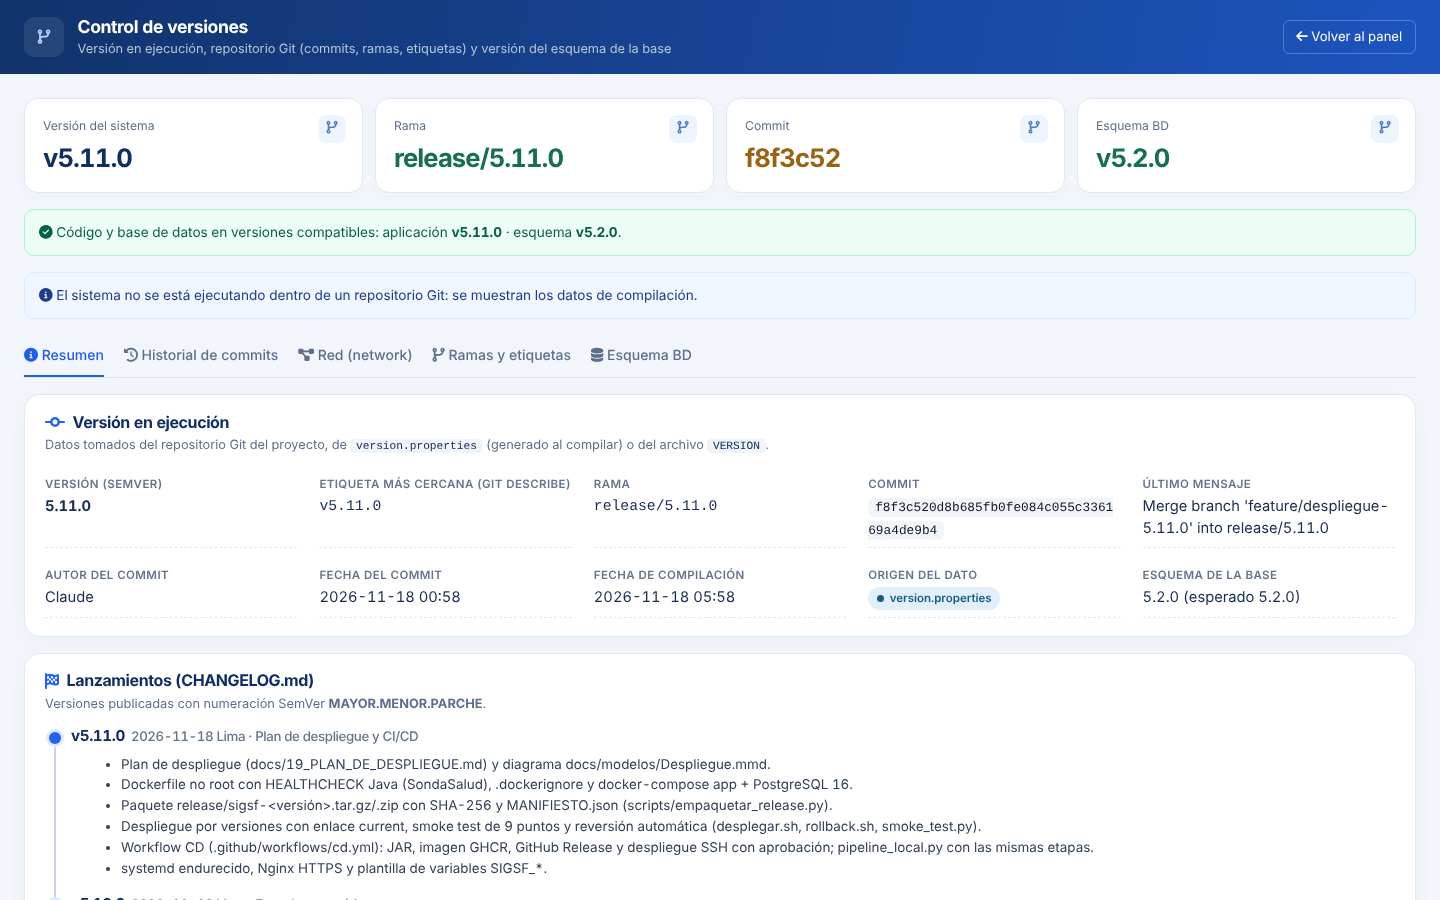 Control de versiones
Versión en ejecución, repositorio Git (commits, ramas, etiquetas) y versión del esquema de la base
Volver al panel
Versión del sistema
v5.11.0
Rama
release/5.11.0
Commit
f8f3c52
Esquema BD
v5.2.0
Código y base de datos en versiones compatibles: aplicación v5.11.0 · esquema v5.2.0.
El sistema no se está ejecutando dentro de un repositorio Git: se muestran los datos de compilación.
Resumen
Historial de commits
Red (network)
Ramas y etiquetas
Esquema BD
Versión en ejecución
Datos tomados del repositorio Git del proyecto, de version.properties (generado al compilar) o del archivo VERSION.
VERSIÓN (SEMVER)
5.11.0
ETIQUETA MÁS CERCANA (GIT DESCRIBE)
v5.11.0
RAMA
release/5.11.0
COMMIT
f8f3c520d8b685fb0fe084c055c3361
69a4de9b4
ÚLTIMO MENSAJE
Merge branch 'feature/despliegue-
5.11.0' into release/5.11.0
AUTOR DEL COMMIT
Claude
FECHA DEL COMMIT
2026-11-18 00:58
FECHA DE COMPILACIÓN
2026-11-18 05:58
ORIGEN DEL DATO
version.properties
ESQUEMA DE LA BASE
5.2.0 (esperado 5.2.0)
Lanzamientos (CHANGELOG.md)
Versiones publicadas con numeración SemVer MAYOR.MENOR.PARCHE.
v5.11.0 2026-11-18 Lima · Plan de despliegue y CI/CD
• Plan de despliegue (docs/19_PLAN_DE_DESPLIEGUE.md) y diagrama docs/modelos/Despliegue.mmd.
• Dockerfile no root con HEALTHCHECK Java (SondaSalud), .dockerignore y docker-compose app + PostgreSQL 16.
• Paquete release/sigsf-<versión>.tar.gz/.zip con SHA-256 y MANIFIESTO.json (scripts/empaquetar_release.py).
• Despliegue por versiones con enlace current, smoke test de 9 puntos y reversión automática (desplegar.sh, rollback.sh, smoke_test.py).
• Workflow CD (.github/workflows/cd.yml): JAR, imagen GHCR, GitHub Release y despliegue SSH con aprobación; pipeline_local.py con las mismas etapas.
• systemd endurecido, Nginx HTTPS y plantilla de variables SIGSF_*.